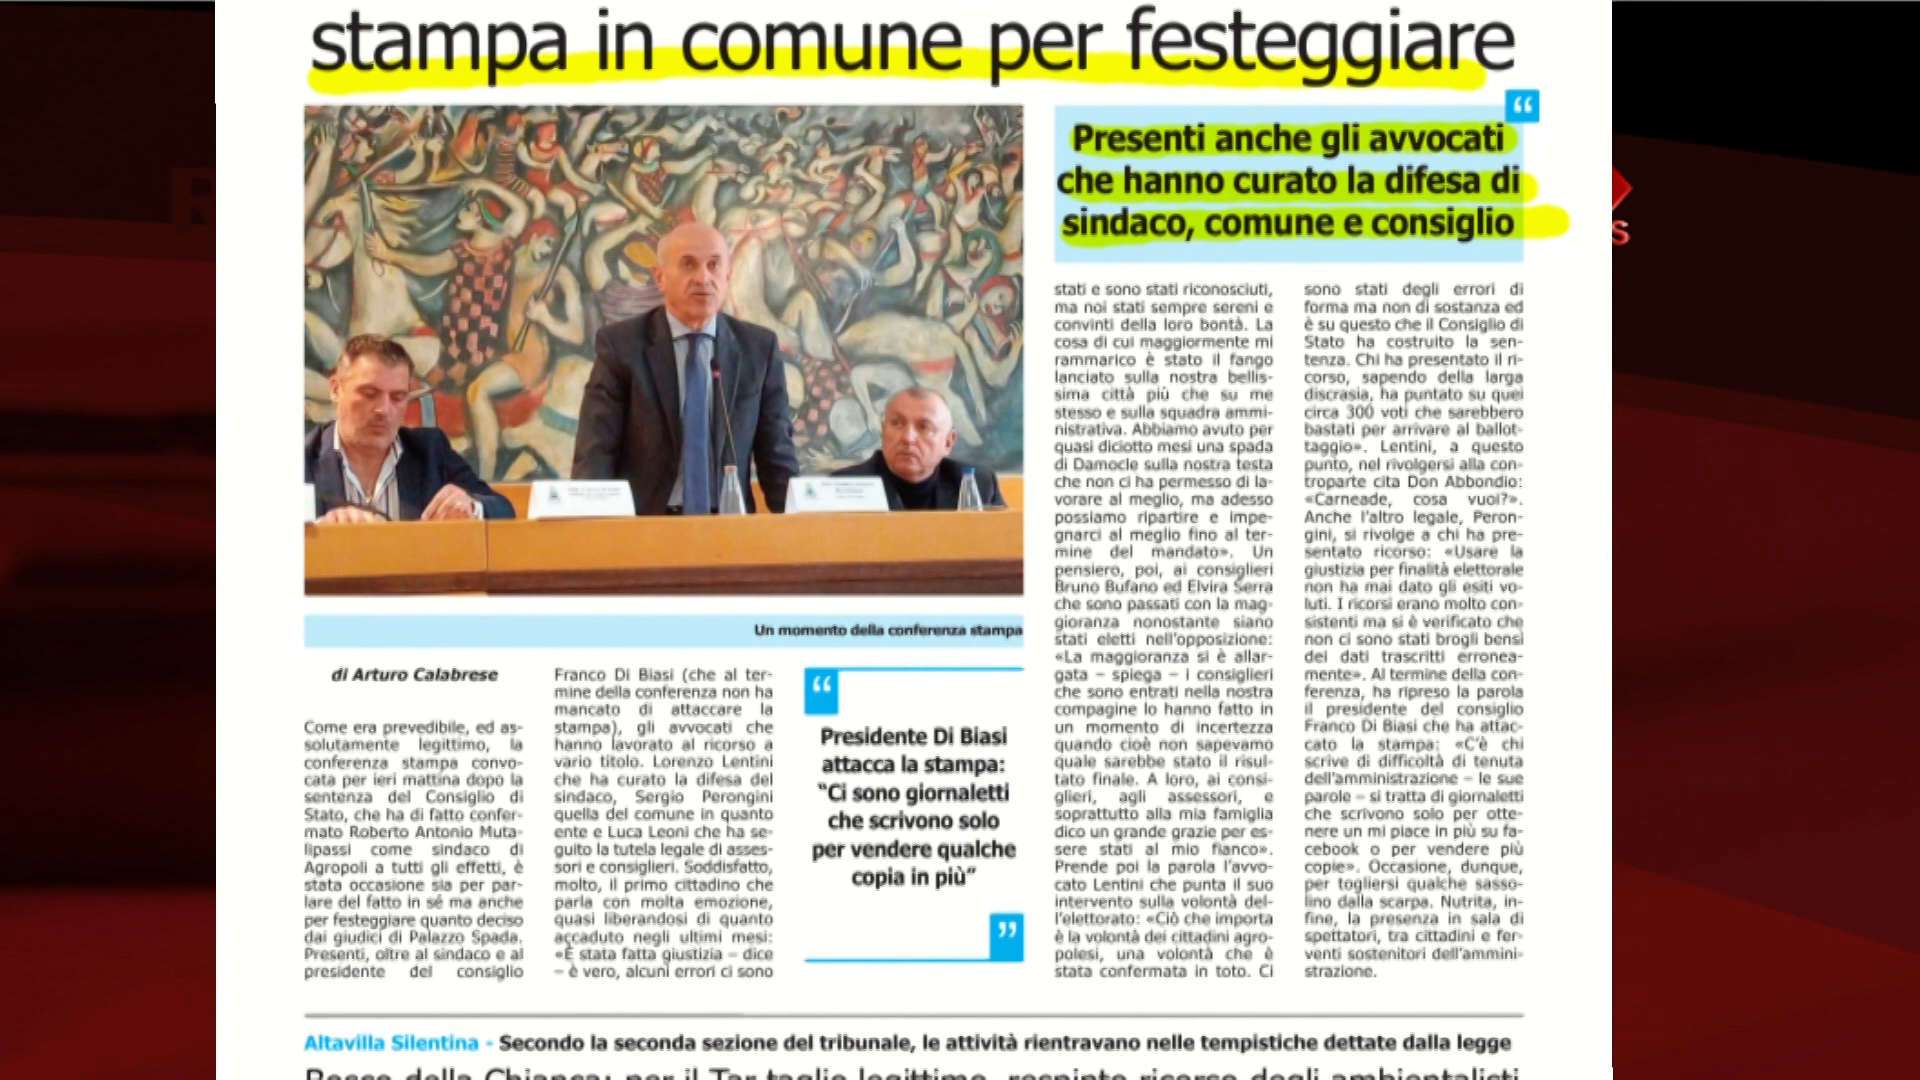 stampa in comune per festeggiare
“
Presenti anche gli avvocati
che hanno curato la difesa di
sindaco, comune e consiglio
Un momento della conferenza stampa
di Arturo Calabrese
Come era prevedibile, ed as-
solutamente legittimo, la
conferenza stampa convo-
cata per ieri mattina dopo la
sentenza del Consiglio di
Stato, che ha di fatto confer-
mato Roberto Antonio Muta-
lipassi come sindaco di
Agropoli a tutti gli effetti, è
stata occasione sia per par-
lare del fatto in sé ma anche
per festeggiare quanto deciso
dai giudici di Palazzo Spada.
Presenti, oltre al sindaco e al
presidente del consiglio
Franco Di Biasi (che al ter-
mine della conferenza non ha
mancato di attaccare la
stampa), gli avvocati che
hanno lavorato al ricorso a
vario titolo. Lorenzo Lentini
che ha curato la difesa del
sindaco, Sergio Perongini
quella del comune in quanto
ente e Luca Leoni che ha se-
guito la tutela legale di asses-
sori e consiglieri. Soddisfatto,
molto, il primo cittadino che
parla con molta emozione,
quasi liberandosi di quanto
accaduto negli ultimi mesi:
«È stata fatta giustizia – dice
– è vero, alcuni errori ci sono
“
Presidente Di Biasi
attacca la stampa:
“Ci sono giornaletti
che scrivono solo
per vendere qualche
copia in più”
”
stati e sono stati riconosciuti,
ma noi stati sempre sereni e
convinti della loro bontà. La
cosa di cui maggiormente mi
rammarico è stato il fango
lanciato sulla nostra bellis-
sima città più che su me
stesso e sulla squadra ammi-
nistrativa. Abbiamo avuto per
quasi diciotto mesi una spada
di Damocle sulla nostra testa
che non ci ha permesso di la-
vorare al meglio, ma adesso
possiamo ripartire e impe-
gnarci al meglio fino al ter-
mine del mandato». Un
pensiero, poi, ai consiglieri
Bruno Bufano ed Elvira Serra
che sono passati con la mag-
gioranza nonostante siano
stati eletti nell’opposizione:
«La maggioranza si è allar-
gata – spiega – i consiglieri
che sono entrati nella nostra
compagine lo hanno fatto in
un momento di incertezza
quando cioè non sapevamo
quale sarebbe stato il risul-
tato finale. A loro, ai consi-
glieri, agli assessori, e
soprattutto alla mia famiglia
dico un grande grazie per es-
sere stati al mio fianco».
Prende poi la parola l’avvo-
cato Lentini che punta il suo
intervento sulla volontà del-
l’elettorato: «Ciò che importa
è la volontà dei cittadini agro-
polesi, una volontà che è
stata confermata in toto. Ci
sono stati degli errori di
forma ma non di sostanza ed
è su questo che il Consiglio di
Stato ha costruito la sen-
tenza. Chi ha presentato il ri-
corso, sapendo della larga
discrasia, ha puntato su quei
circa 300 voti che sarebbero
bastati per arrivare al ballot-
taggio». Lentini, a questo
punto, nel rivolgersi alla con-
troparte cita Don Abbondio:
«Carneade, cosa vuoi?».
Anche l’altro legale, Peron-
gini, si rivolge a chi ha pre-
sentato ricorso: «Usare la
giustizia per finalità elettorale
non ha mai dato gli esiti vo-
luti. I ricorsi erano molto con-
sistenti ma si è verificato che
non ci sono stati brogli bensì
dei dati trascritti erronea-
mente». Al termine della con-
ferenza, ha ripreso la parola
il presidente del consiglio
Franco Di Biasi che ha attac-
cato la stampa: «C’è chi
scrive di difficoltà di tenuta
dell’amministrazione – le sue
parole – si tratta di giornaletti
che scrivono solo per otte-
nere un mi piace in più su fa-
cebook o per vendere più
copie». Occasione, dunque,
per togliersi qualche sasso-
lino dalla scarpa. Nutrita, in-
fine, la presenza in sala di
spettatori, tra cittadini e fer-
venti sostenitori dell’ammini-
strazione.
Altavilla Silentina - Secondo la seconda sezione del tribunale, le attività rientravano nelle tempistiche dettate dalla legge
Bosco della Chianca: per il Tar taglio legittimo, respinto ricorso degli ambientalisti